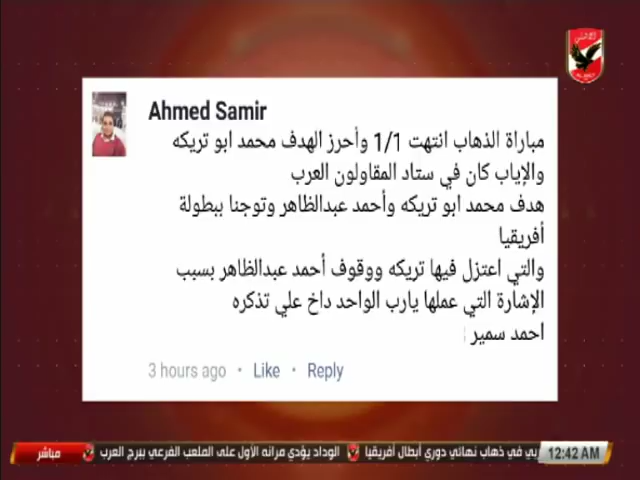 Ahmed Samir
مباراة الذهاب انتهت 1/1 وأحرز الهدف محمد ابو تريكه
والإياب كان في ستاد المقاولون العرب
هدف محمد ابو تريكه وأحمد عبدالظاهر وتوجنا ببطولة
أفريقيا
والتي اعتزل فيها تريكه ووقوف أحمد عبدالظاهر بسبب
الإشارة التي عملها يارب الواحد داخ علي تذكره
احمد سمير
3 hours ago • Like • Reply
بي في ذهاب نهائي دوري أبطال أفريقيا الوداد يؤدي مرانه الأول على الملعب الفرعي ببرج العرب
مباشر
12:42 AM